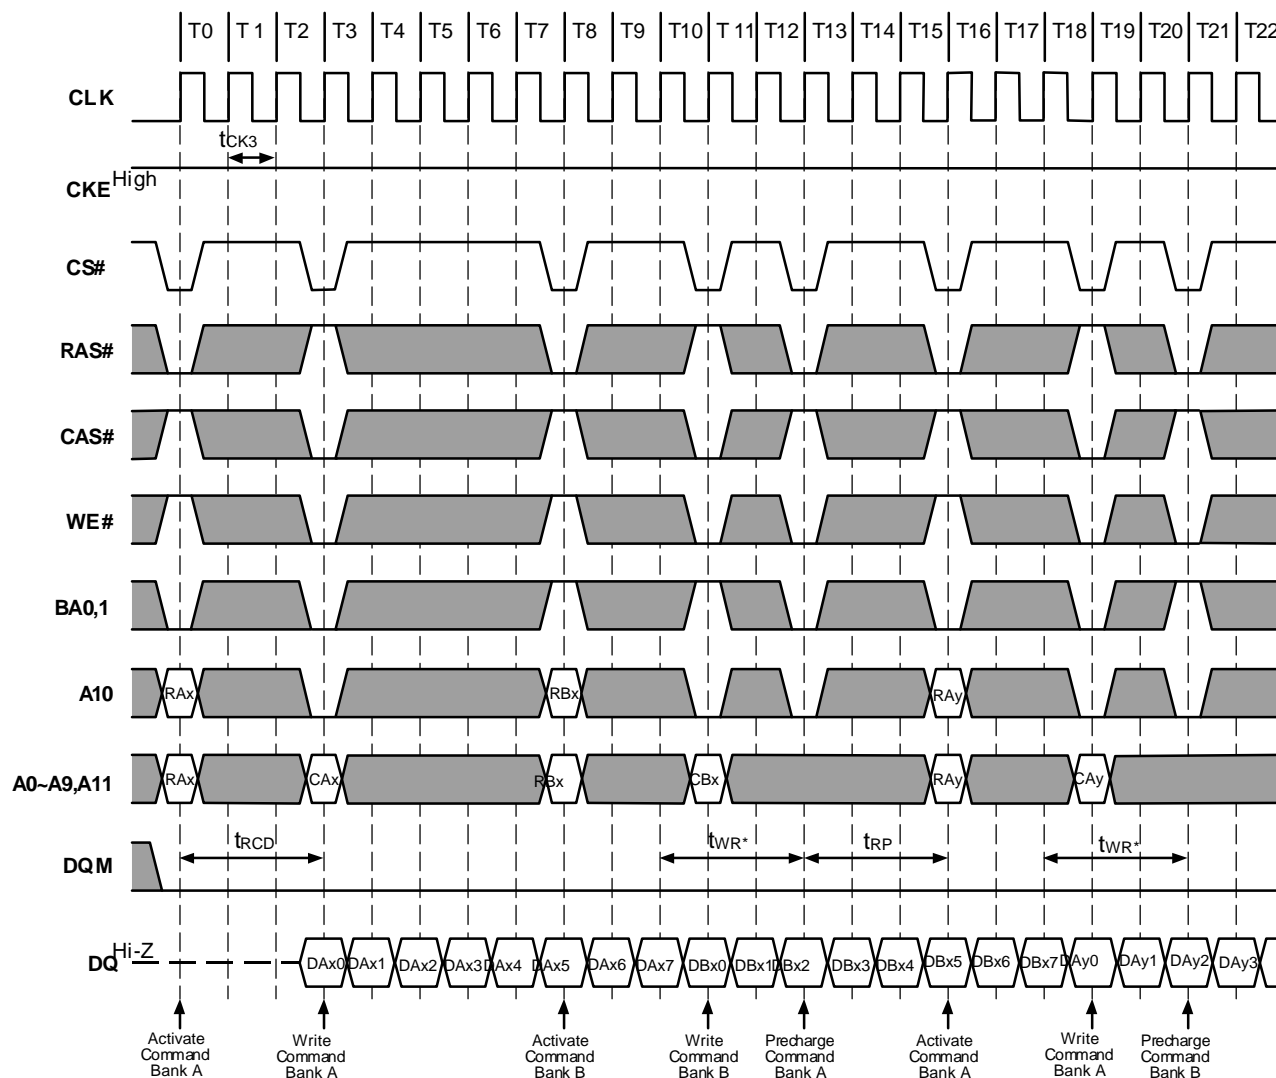 T0 T 1 T2 T3 T4 T5 T6 T7 T8 T9 T10 T 11 T12 T13 T14 T15 T16 T17 T18 T19 T20 T21 T22
CLK
tCK3
CKE High
CS#
RAS#
CAS#
WE#
BA0,1
A10 RAx RBx RAy
A0~A9,A11 RAx CAx RBx CBx RAy CAy
DQM tRCD tWR* tRP tWR*
DQ Hi-Z DAx0 DAx1 DAx2 DAx3 DAx4 DAx5 DAx6 DAx7 DBx0 DBx1 DBx2 DBx3 DBx4 DBx5 DBx6 DBx7 DAy0 DAy1 DAy2 DAy3
Activate Write Activate Write Precharge Activate Write Precharge
Command Command Command Command Command Command Command Command
Bank A Bank A Bank B Bank B Bank A Bank A Bank A Bank B